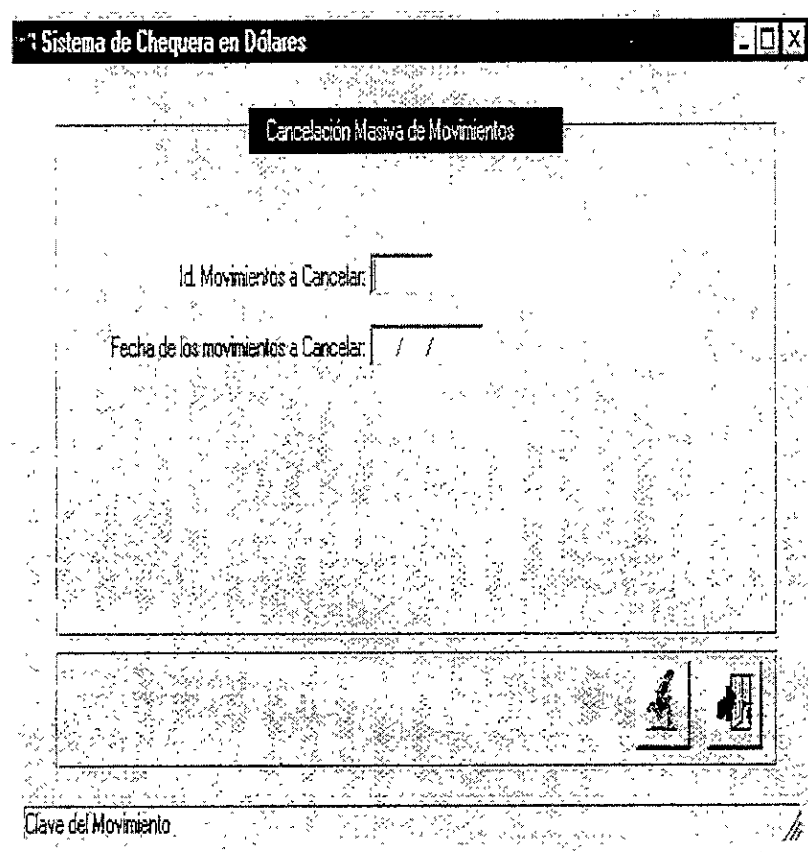 Sistema de Chequera en Dólares
Cancelación Masiva de Movimientos
Id. Movimientos a Cancelar:
Fecha de los movimientos a Cancelar: / /
Clave del Movimiento